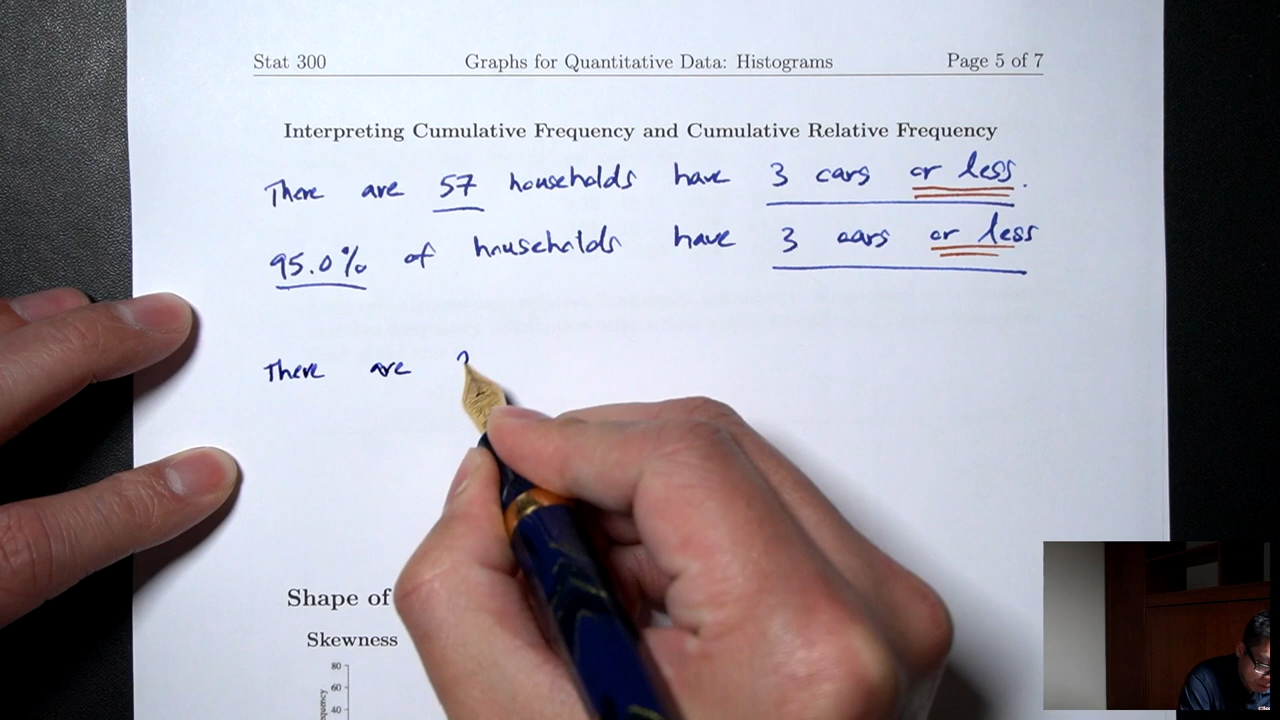 Stat 300 Graphs for Quantitative Data: Histograms Page 5 of 7
Interpreting Cumulative Frequency and Cumulative Relative Frequency
There are 57 households have 3 cars or less.
95.0% of households have 3 cars or less
There are
Shape of
Skewness
80
60
40